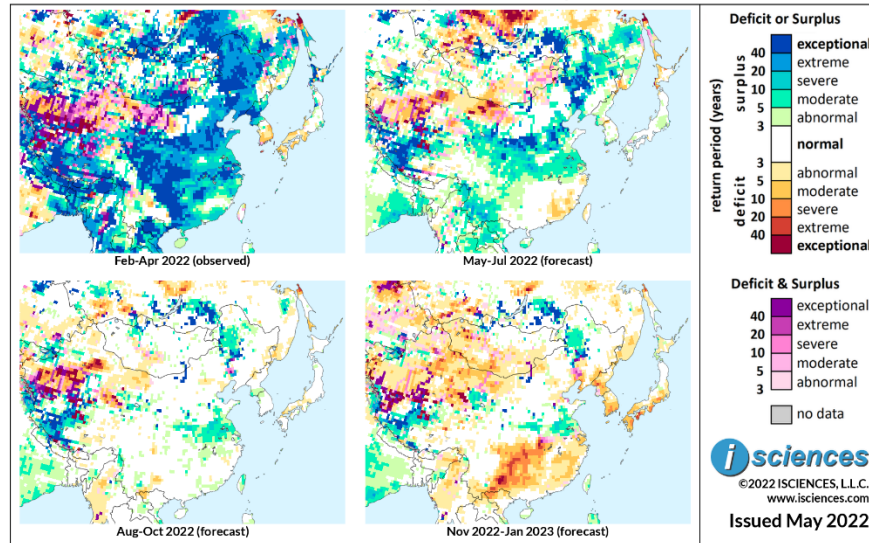 Feb-Apr 2022 (observed)
May-Jul 2022 (forecast)
Aug-Oct 2022 (forecast)
Nov 2022-Jan 2023 (forecast)
Deficit or Surplus
return period (years)
surplus
deficit
exceptional
40
extreme
20
severe
10
moderate
5
abnormal
3
normal
3
abnormal
5
moderate
10
severe
20
extreme
40
exceptional
Deficit & Surplus
exceptional
40
extreme
20
severe
10
moderate
5
abnormal
3
no data
i sciences
©2022 ISCIENCES, L.L.C.
www.isciences.com
Issued May 2022